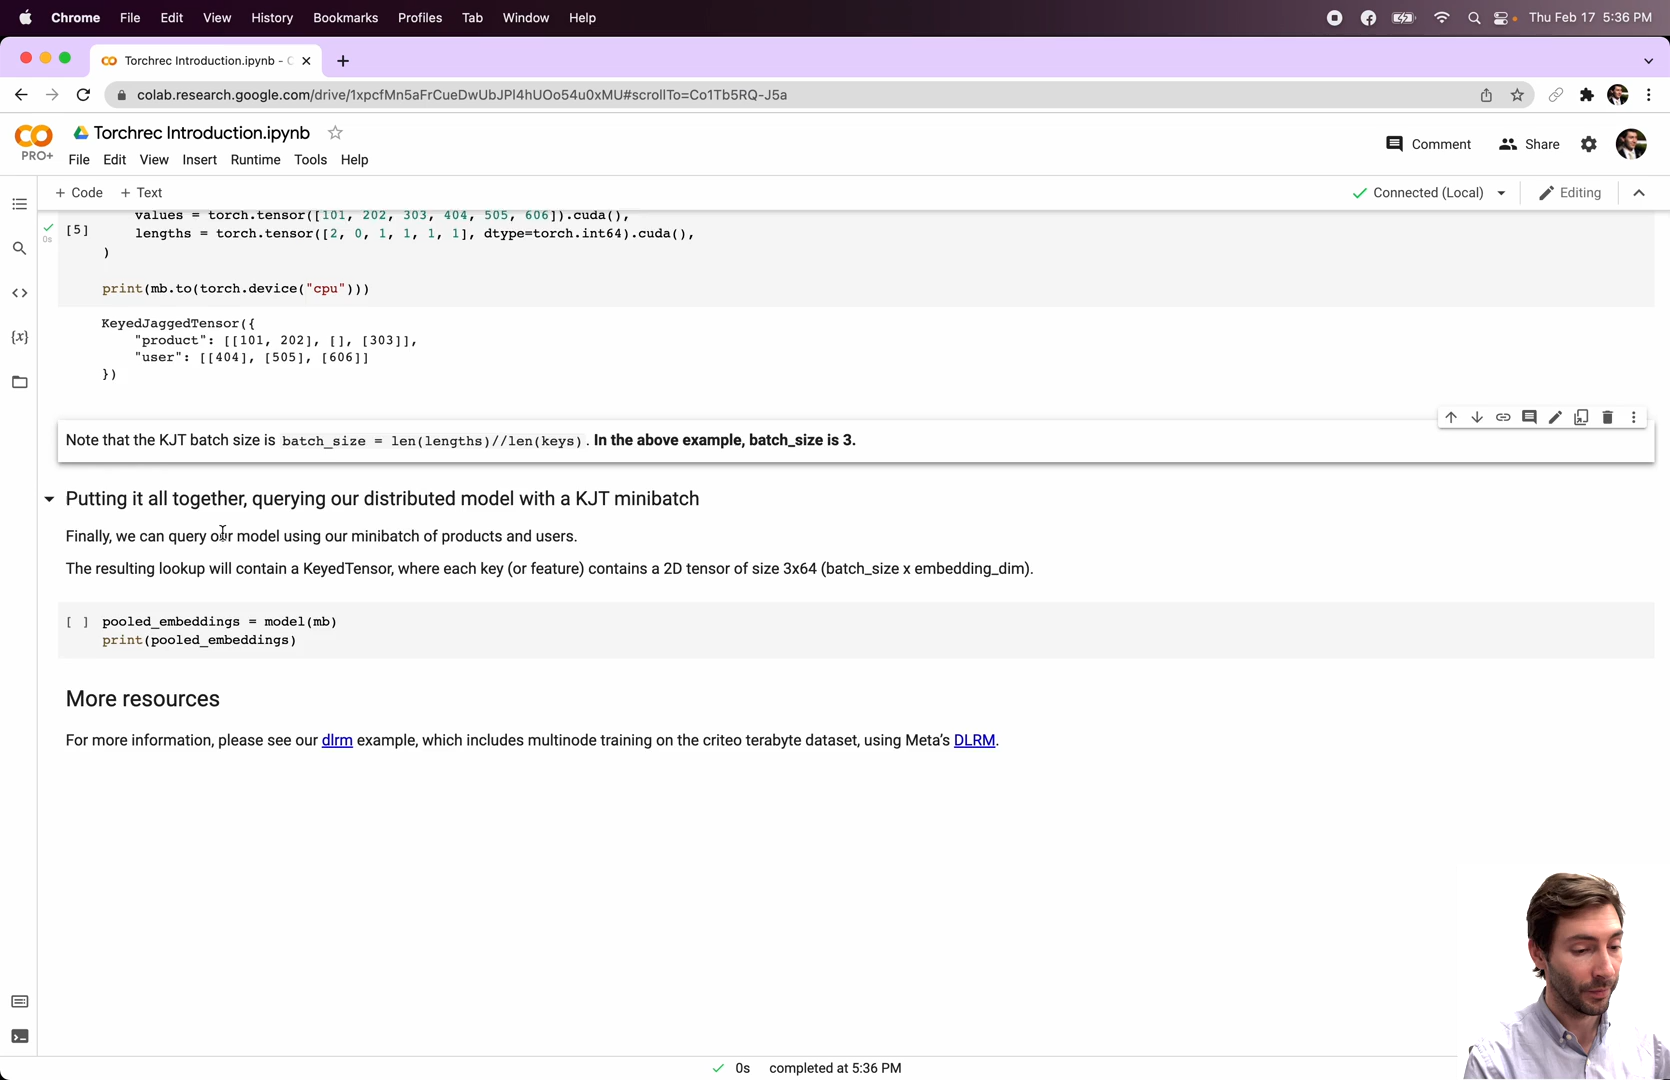 Chrome File Edit View History Bookmarks Profiles Tab Window Help Thu Feb 17 5:36 PM
Torchrec Introduction.ipynb - C
colab.research.google.com/drive/1xpcfMn5aFrCueDwUbJPl4hUOo54u0xMU#scrollTo=Co1Tb5RQ-J5a
Torchrec Introduction.ipynb
PRO+
File Edit View Insert Runtime Tools Help
Comment Share
+ Code + Text Connected (Local) Editing
values = torch.tensor([101, 202, 303, 404, 505, 606]).cuda(),
[5] lengths = torch.tensor([2, 0, 1, 1, 1, 1], dtype=torch.int64).cuda(),
0s
)
print(mb.to(torch.device("cpu")))
KeyedJaggedTensor({
"product": [[101, 202], [], [303]],
"user": [[404], [505], [606]]
})
Note that the KJT batch size is batch_size = len(lengths)//len(keys). In the above example, batch_size is 3.
Putting it all together, querying our distributed model with a KJT minibatch
Finally, we can query our model using our minibatch of products and users.
The resulting lookup will contain a KeyedTensor, where each key (or feature) contains a 2D tensor of size 3x64 (batch_size x embedding_dim).
[ ] pooled_embeddings = model(mb)
print(pooled_embeddings)
More resources
For more information, please see our dlrm example, which includes multinode training on the criteo terabyte dataset, using Meta's DLRM.
0s completed at 5:36 PM